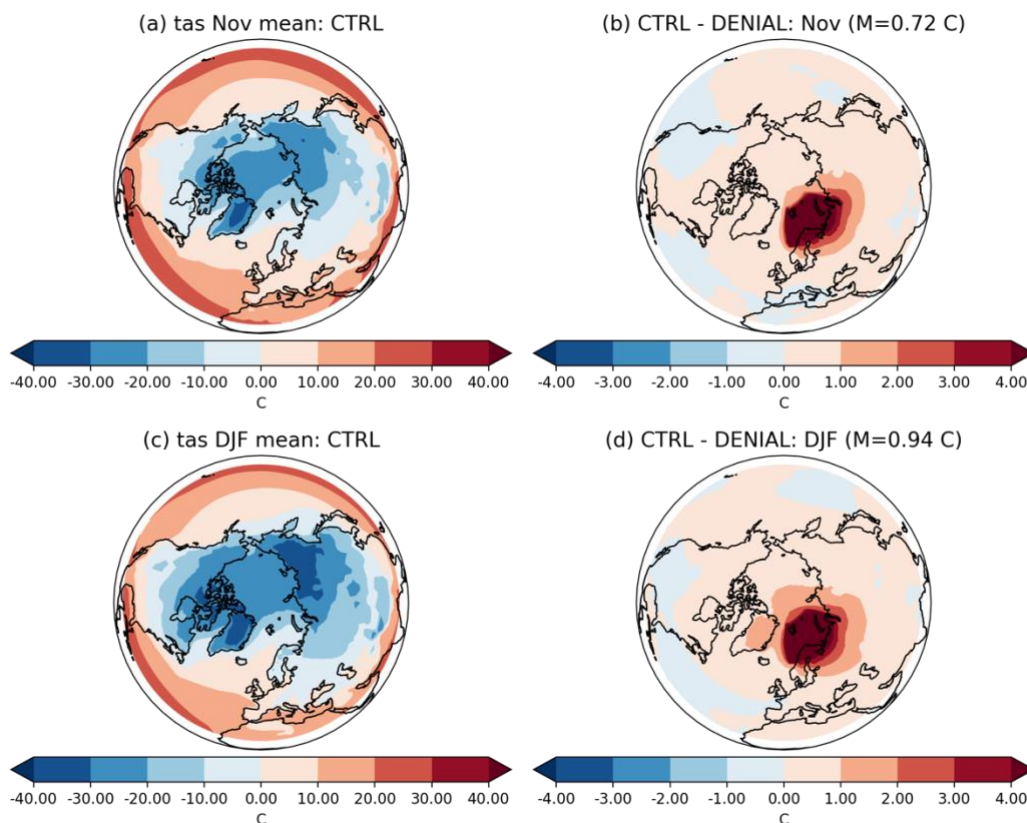 (a) tas Nov mean: CTRL
(b) CTRL - DENIAL: Nov (M=0.72 C)
-40.00 -30.00 -20.00 -10.00 0.00 10.00 20.00 30.00 40.00
C
-4.00 -3.00 -2.00 -1.00 0.00 1.00 2.00 3.00 4.00
C
(c) tas DJF mean: CTRL
(d) CTRL - DENIAL: DJF (M=0.94 C)
-40.00 -30.00 -20.00 -10.00 0.00 10.00 20.00 30.00 40.00
C
-4.00 -3.00 -2.00 -1.00 0.00 1.00 2.00 3.00 4.00
C